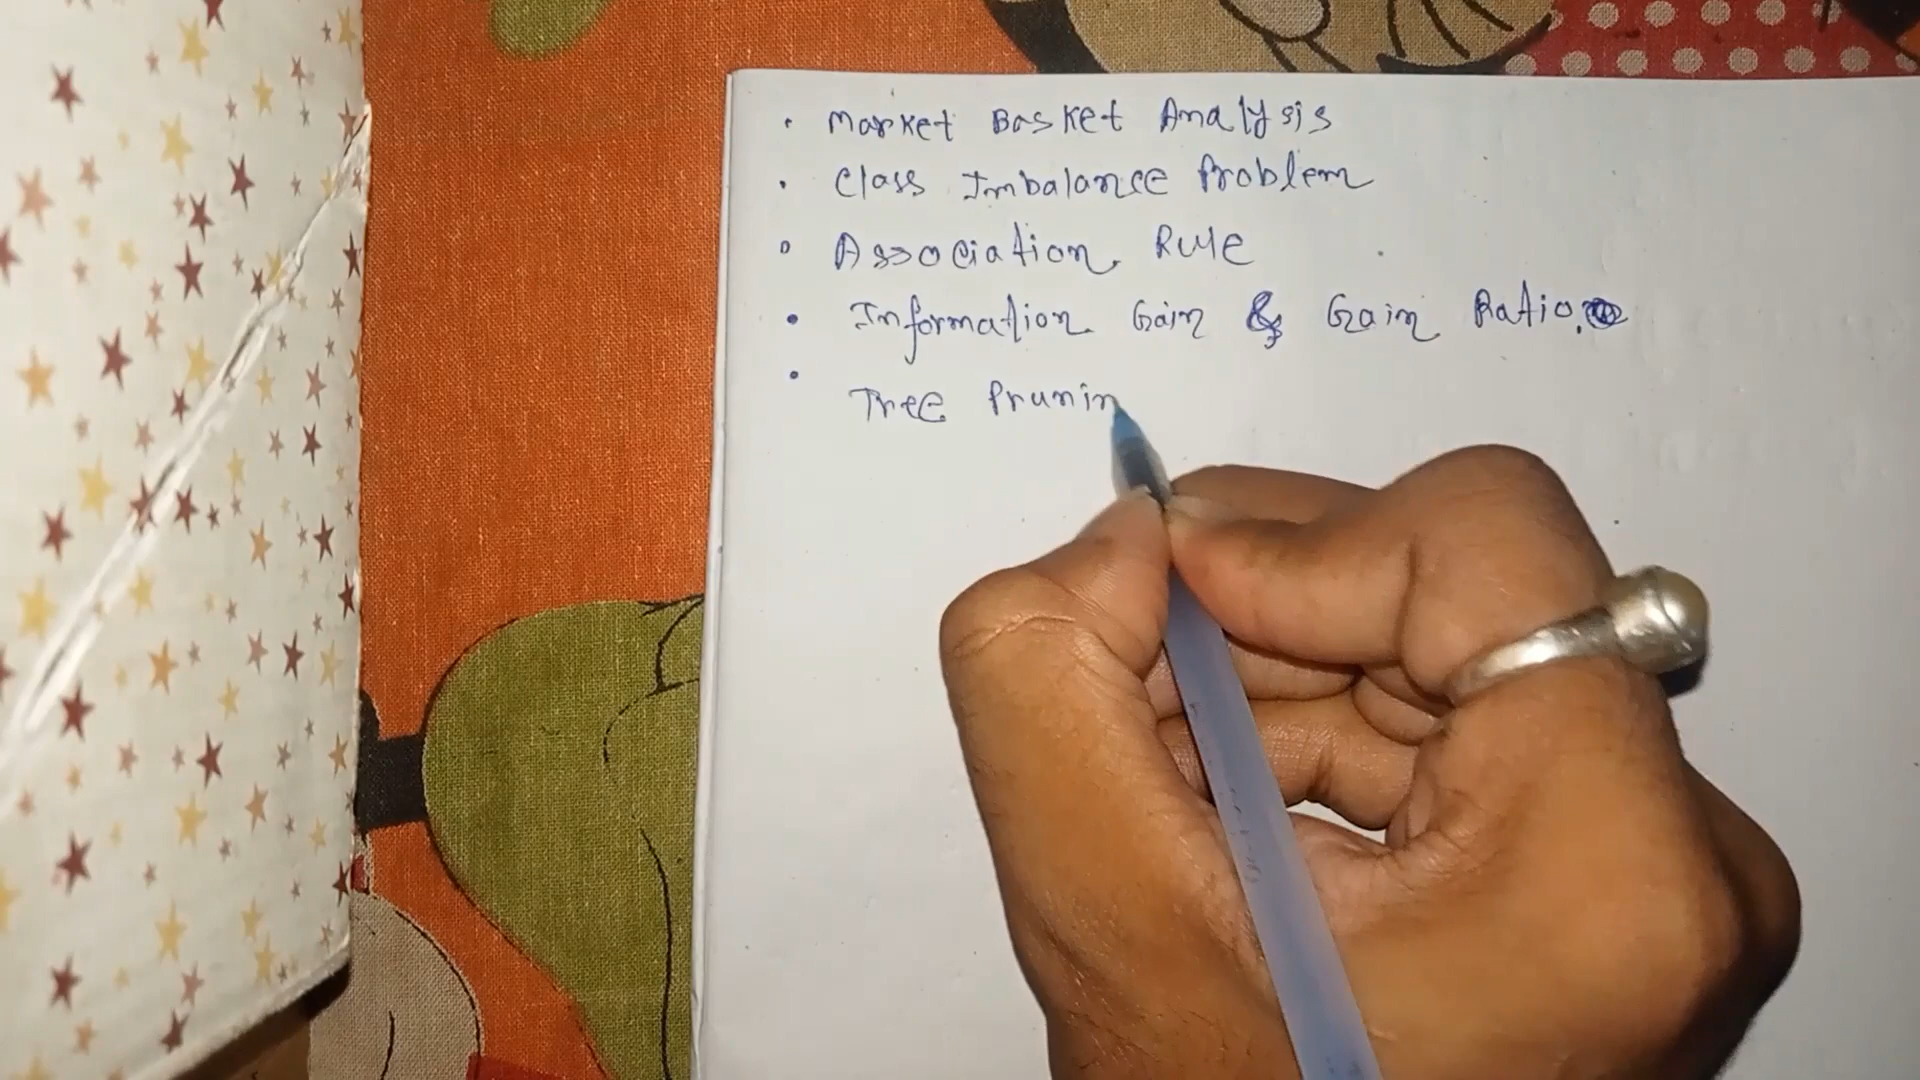 • Market Basket Analysis
• Class Imbalance Problem
• Association Rule
• Information Gain & Gain Ratio.
• Tree Prunin